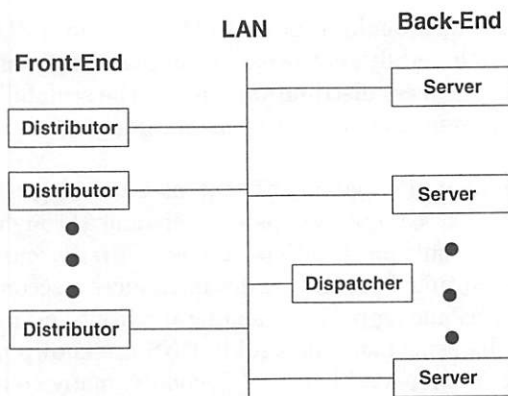 LAN
Back-End
Front-End
Server
Distributor
Distributor
Server
Dispatcher
Distributor
Server